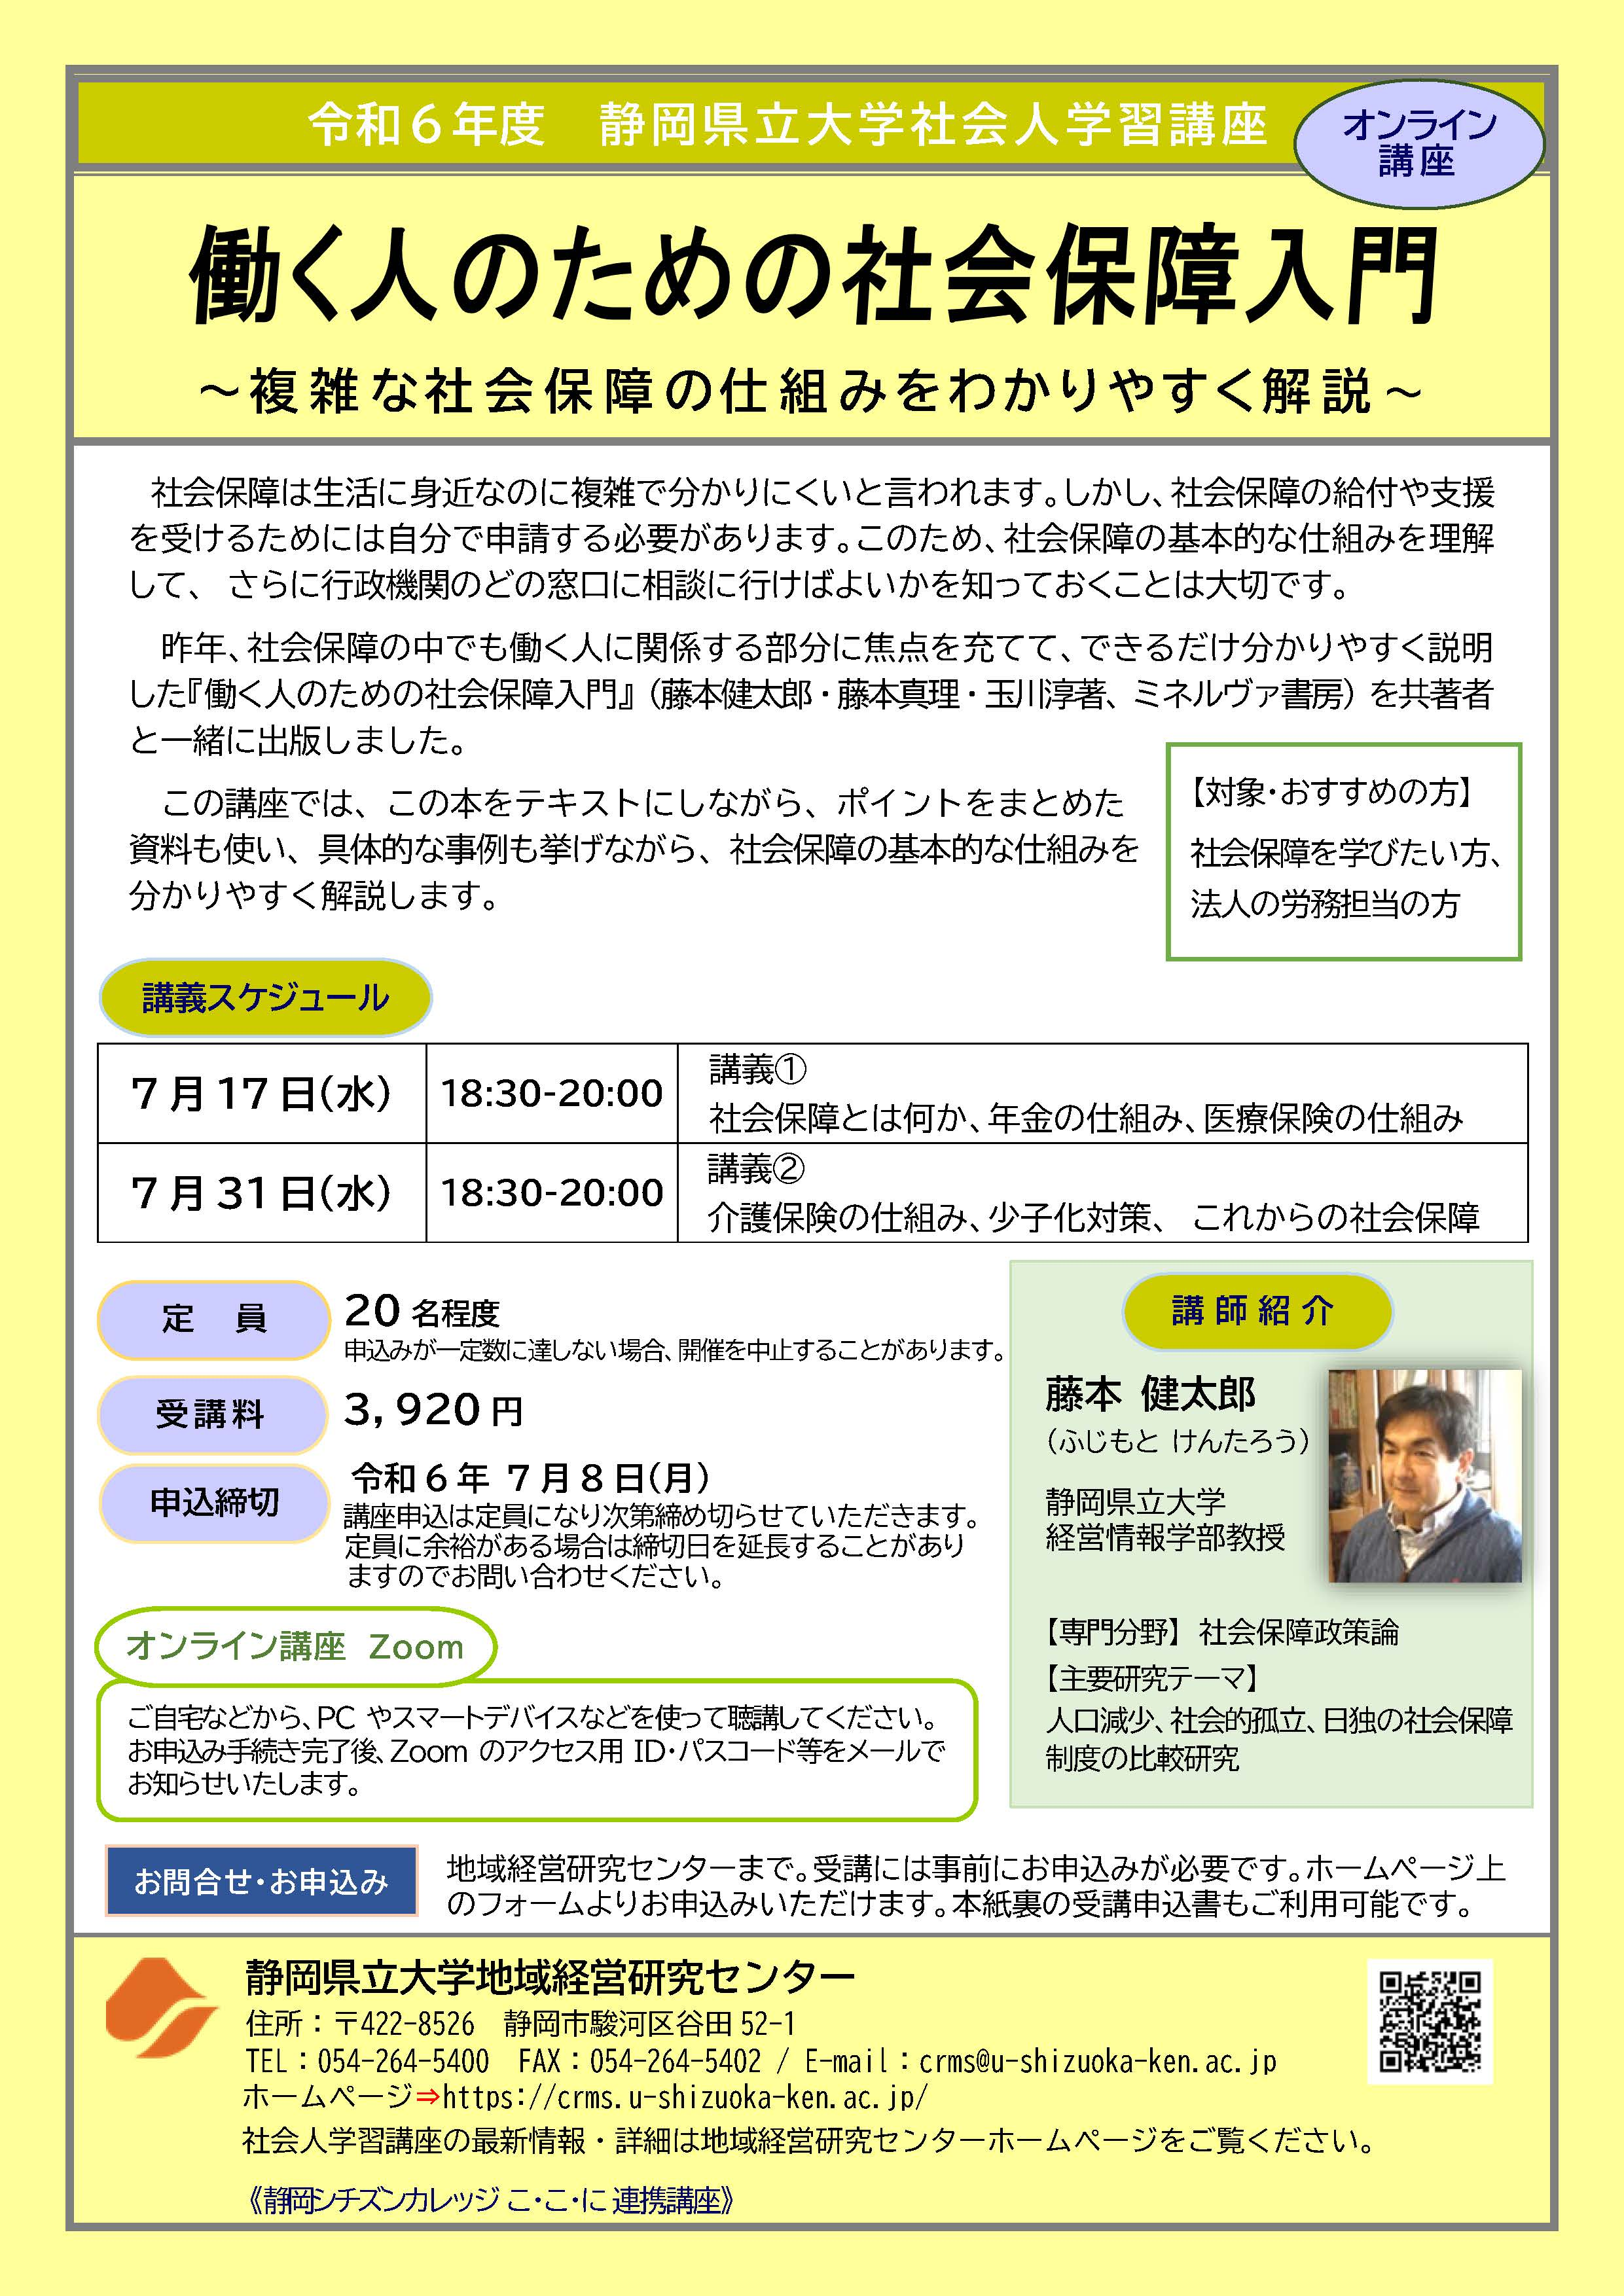 令和6年度　静岡県立大学社会人学習講座
オンライン
講座
働く人のための社会保障入門
～複雑な社会保障の仕組みをわかりやすく解説～
社会保障は生活に身近なのに複雑で分かりにくいと言われます。しかし、社会保障の給付や支援
を受けるためには自分で申請する必要があります。このため、社会保障の基本的な仕組みを理解
して、 さらに行政機関のどの窓口に相談に行けばよいかを知っておくことは大切です。
昨年、社会保障の中でも働く人に関係する部分に焦点を充てて、できるだけ分かりやすく説明
した『働く人のための社会保障入門』（藤本健太郎・藤本真理・玉川淳著、ミネルヴァ書房）を共著者
と一緒に出版しました。
この講座では、この本をテキストにしながら、ポイントをまとめた
資料も使い、具体的な事例も挙げながら、社会保障の基本的な仕組みを
分かりやすく解説します。
【対象・おすすめの方】
社会保障を学びたい方、
法人の労務担当の方
講義スケジュール
7月17日（水） 18:30-20:00 講義①
社会保障とは何か、年金の仕組み、医療保険の仕組み
7月31日（水） 18:30-20:00 講義②
介護保険の仕組み、少子化対策、 これからの社会保障
定　員 20名程度
申込みが一定数に達しない場合、開催を中止することがあります。
受講料 3,920円
申込締切 令和6年 7月8日（月）
講座申込は定員になり次第締め切らせていただきます。
定員に余裕がある場合は締切日を延長することがあり
ますのでお問い合わせください。
オンライン講座 Zoom
ご自宅などから、PC やスマートデバイスなどを使って聴講してください。
お申込み手続き完了後、Zoom のアクセス用 ID・パスコード等をメールで
お知らせいたします。
講師紹介
藤本 健太郎
（ふじもと けんたろう）
静岡県立大学
経営情報学部教授
【専門分野】 社会保障政策論
【主要研究テーマ】
人口減少、社会的孤立、日独の社会保障
制度の比較研究
お問合せ・お申込み
地域経営研究センターまで。受講には事前にお申込みが必要です。ホームページ上
のフォームよりお申込みいただけます。本紙裏の受講申込書もご利用可能です。
静岡県立大学地域経営研究センター
住所：〒422-8526　静岡市駿河区谷田 52-1
TEL：054-264-5400　FAX：054-264-5402 / E-mail：crms@u-shizuoka-ken.ac.jp
ホームページ⇒https://crms.u-shizuoka-ken.ac.jp/
社会人学習講座の最新情報・詳細は地域経営研究センターホームページをご覧ください。
《静岡シチズンカレッジ こ・こ・に 連携講座》